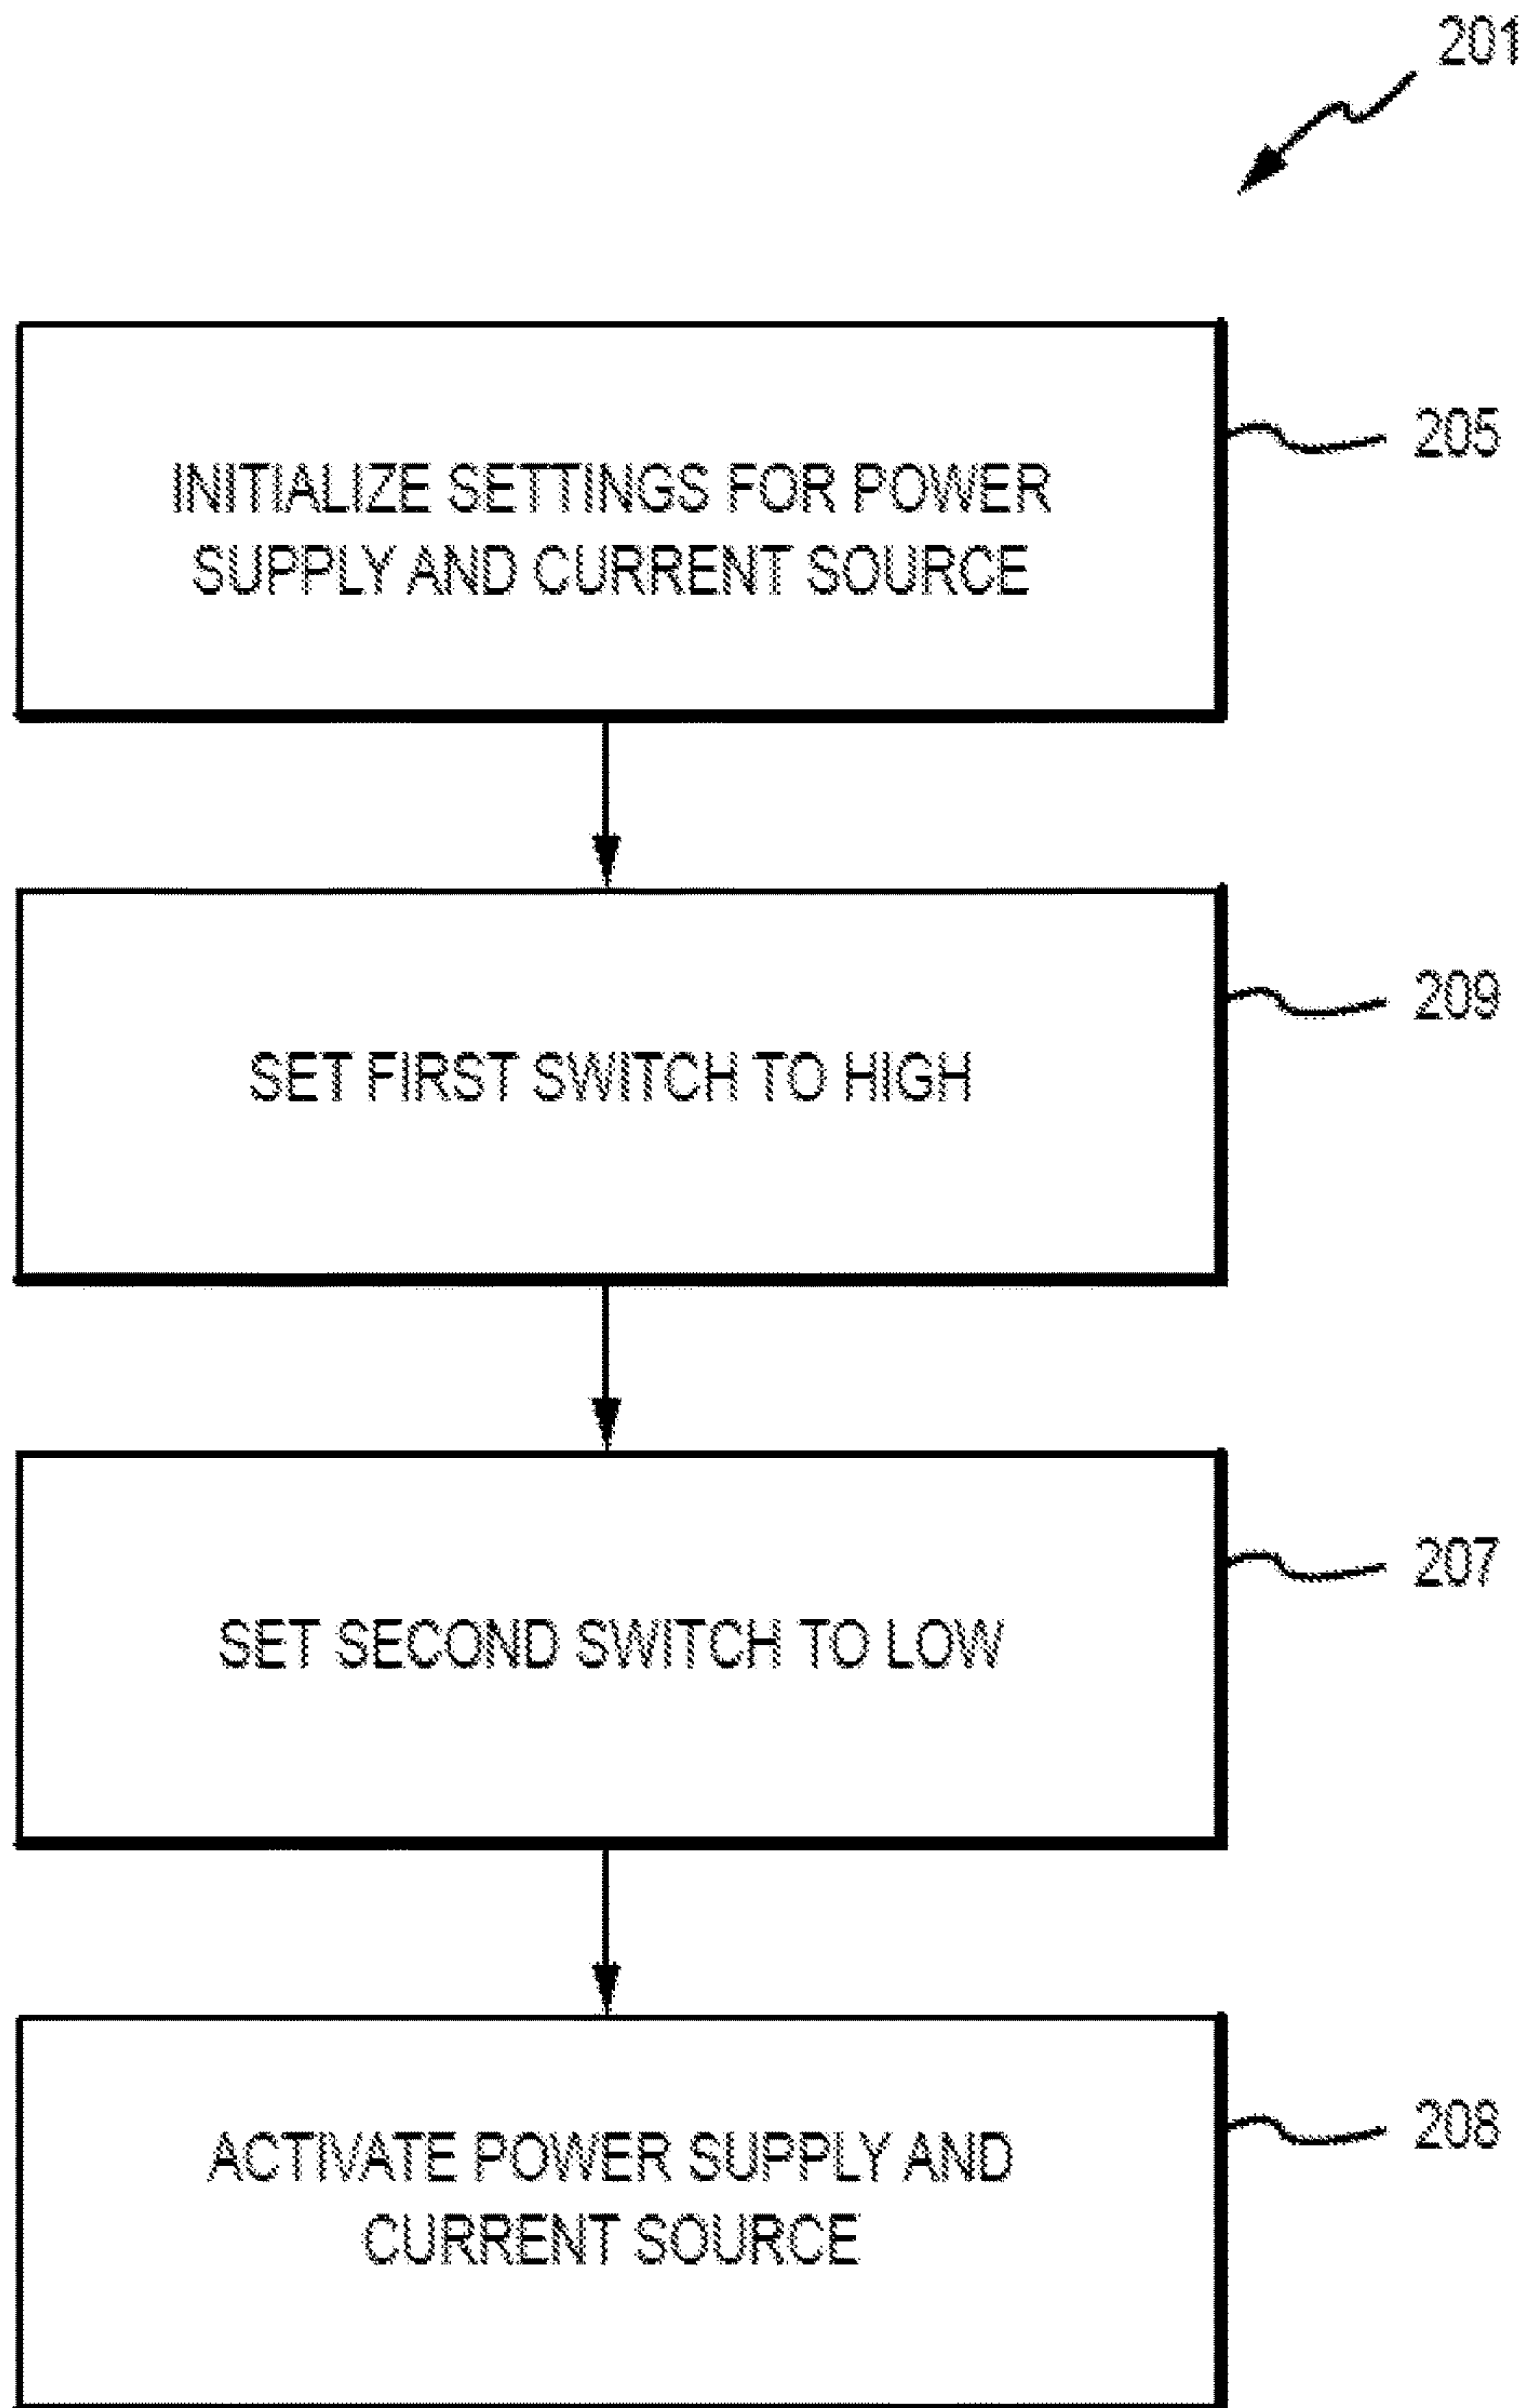 201
INITIALIZE SETTINGS FOR POWER
SUPPLY AND CURRENT SOURCE
205
SET FIRST SWITCH TO HIGH
209
SET SECOND SWITCH TO LOW
207
ACTIVATE POWER SUPPLY AND
CURRENT SOURCE
208